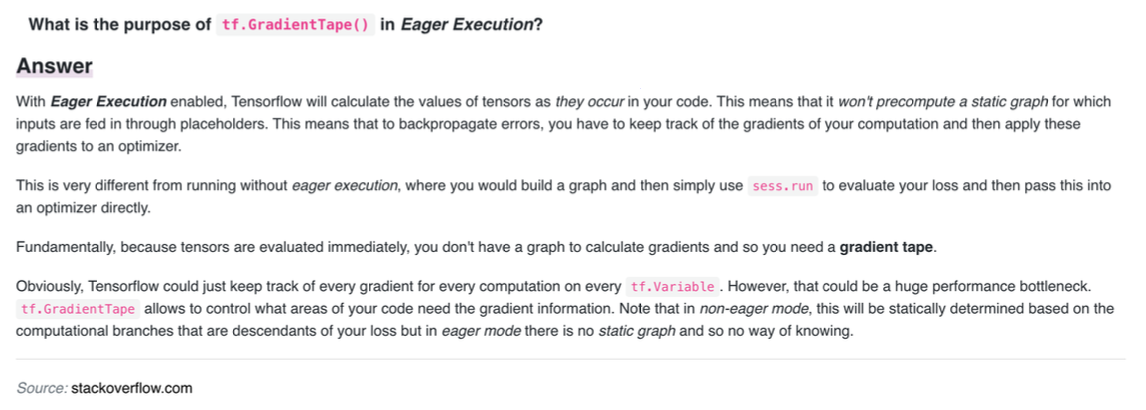 What is the purpose of tf.GradientTape() in Eager Execution?
Answer
With Eager Execution enabled, Tensorflow will calculate the values of tensors as they occur in your code. This means that it won't precompute a static graph for which
inputs are fed in through placeholders. This means that to backpropagate errors, you have to keep track of the gradients of your computation and then apply these
gradients to an optimizer.
This is very different from running without eager execution, where you would build a graph and then simply use sess.run to evaluate your loss and then pass this into
an optimizer directly.
Fundamentally, because tensors are evaluated immediately, you don't have a graph to calculate gradients and so you need a gradient tape.
Obviously, Tensorflow could just keep track of every gradient for every computation on every tf.Variable. However, that could be a huge performance bottleneck.
tf.GradientTape allows to control what areas of your code need the gradient information. Note that in non-eager mode, this will be statically determined based on the
computational branches that are descendants of your loss but in eager mode there is no static graph and so no way of knowing.
Source: stackoverflow.com